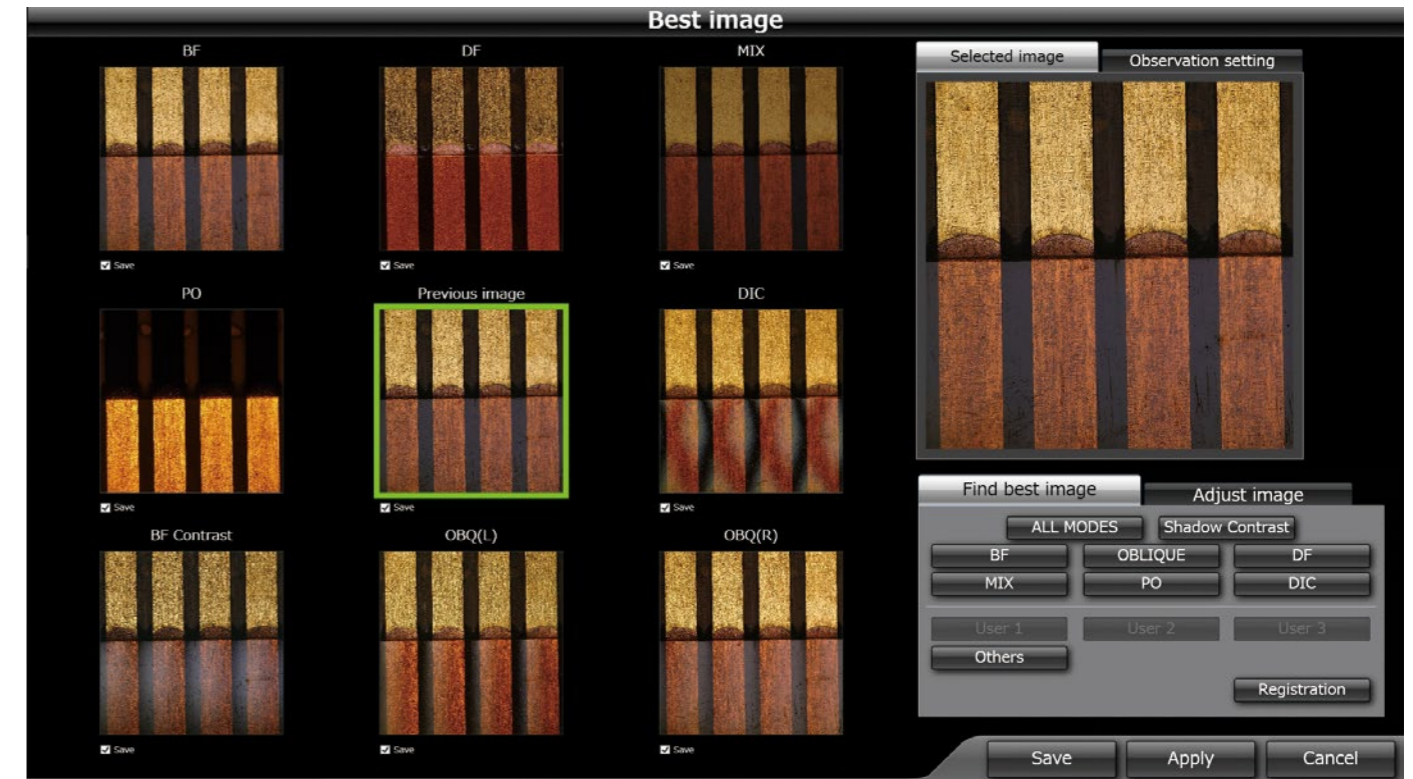 Best image
BF DF MIX
Save Save Save
PO Previous image DIC
Save Save Save
BF Contrast OBQ(L) OBQ(R)
Save Save Save
Selected image Observation setting
Find best image Adjust image
ALL MODES Shadow Contrast
BF OBLIQUE DF
MIX PO DIC
User 1 User 2 User 3
Others
Registration
Save Apply Cancel